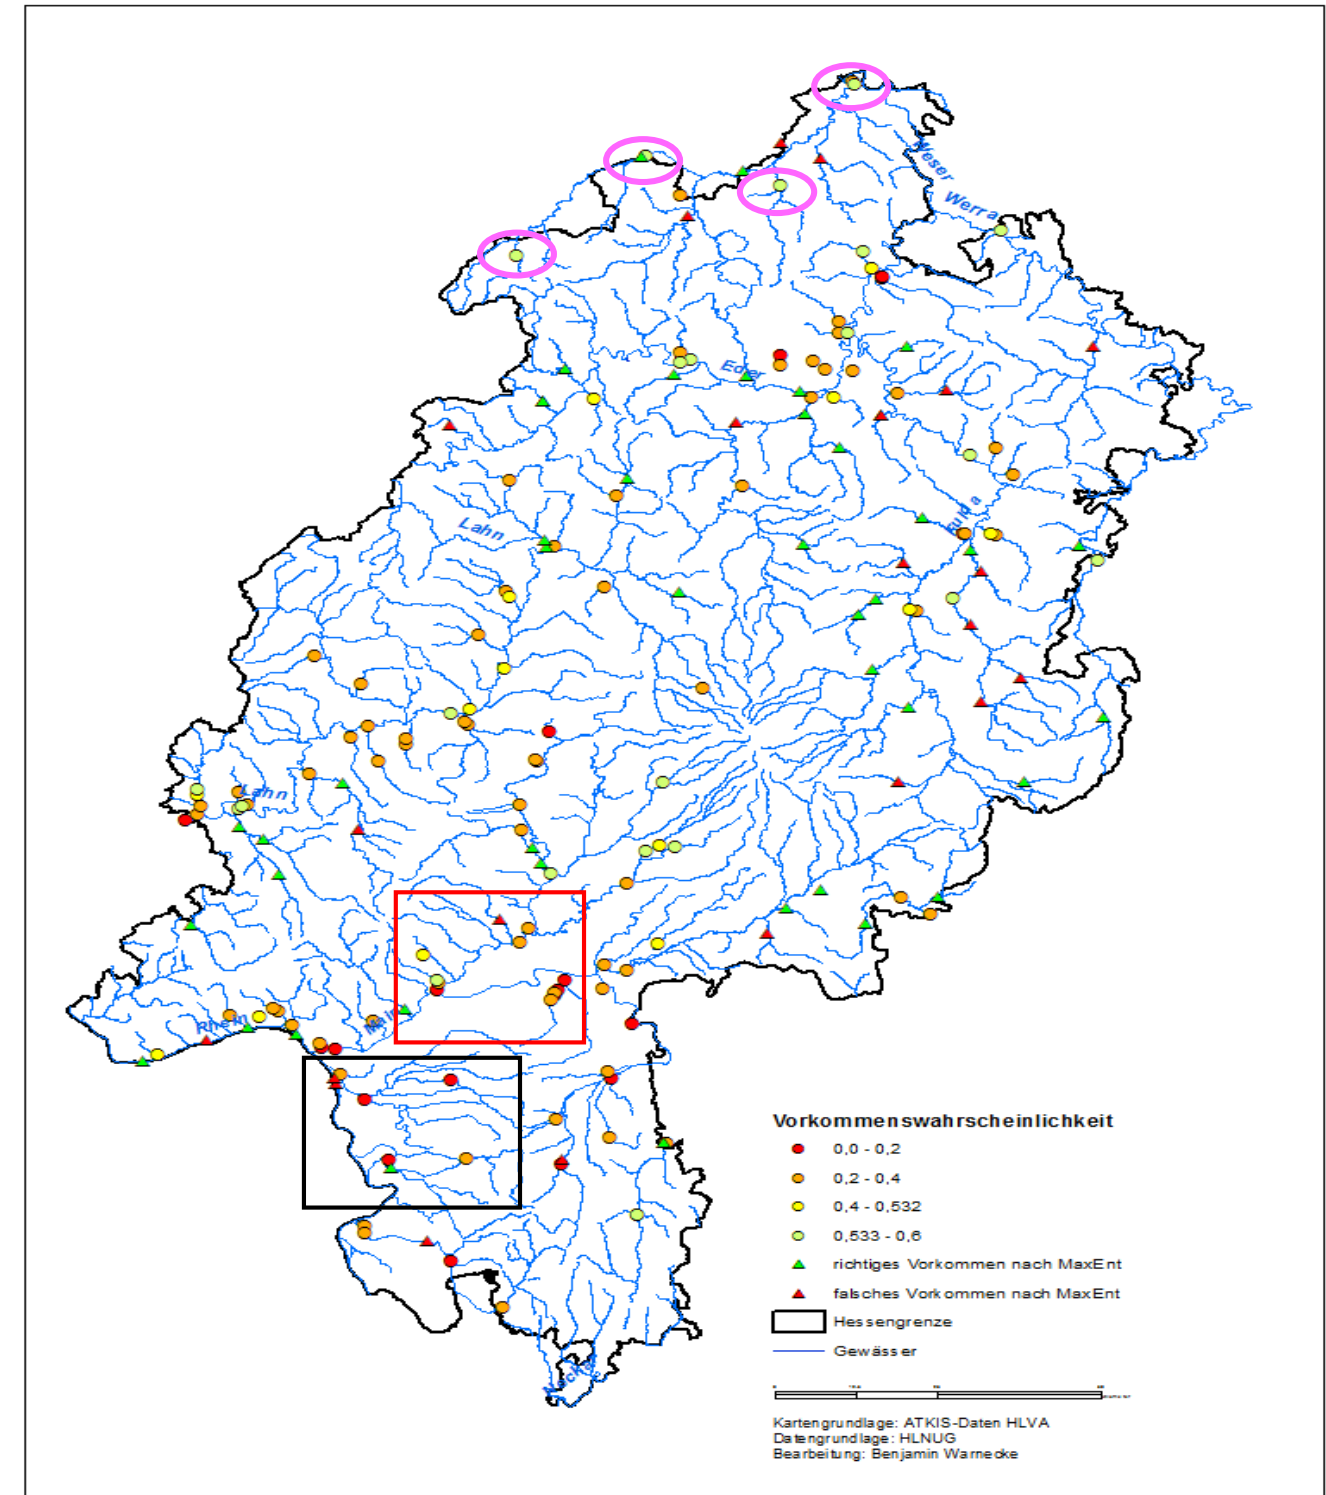 Weser
Werra
Eder
Lahn
Fulda
Lahn
Rhein
Main
Neckar
Vorkommenswahrscheinlichkeit
0,0 - 0,2
0,2 - 0,4
0,4 - 0,532
0,533 - 0,6
richtiges Vorkommen nach MaxEnt
falsches Vorkommen nach MaxEnt
Hessengrenze
Gewässer
Kartengrundlage: ATKIS-Daten HLVA
Datengrundlage: HLNUG
Bearbeitung: Benjamin Warnecke